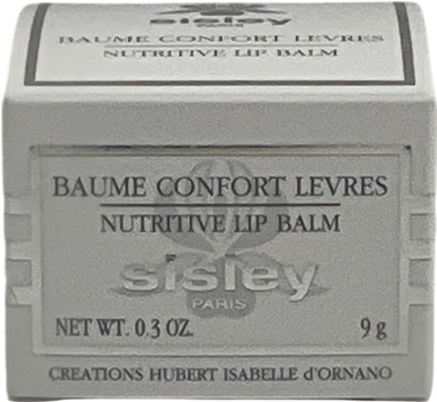 sisley
PARIS
BAUME CONFORT LEVRES
NUTRITIVE LIP BALM
BAUME CONFORT LEVRES
NUTRITIVE LIP BALM
sisley
PARIS
NET WT. 0.3 OZ. 9 g
CREATIONS HUBERT ISABELLE d'ORNANO